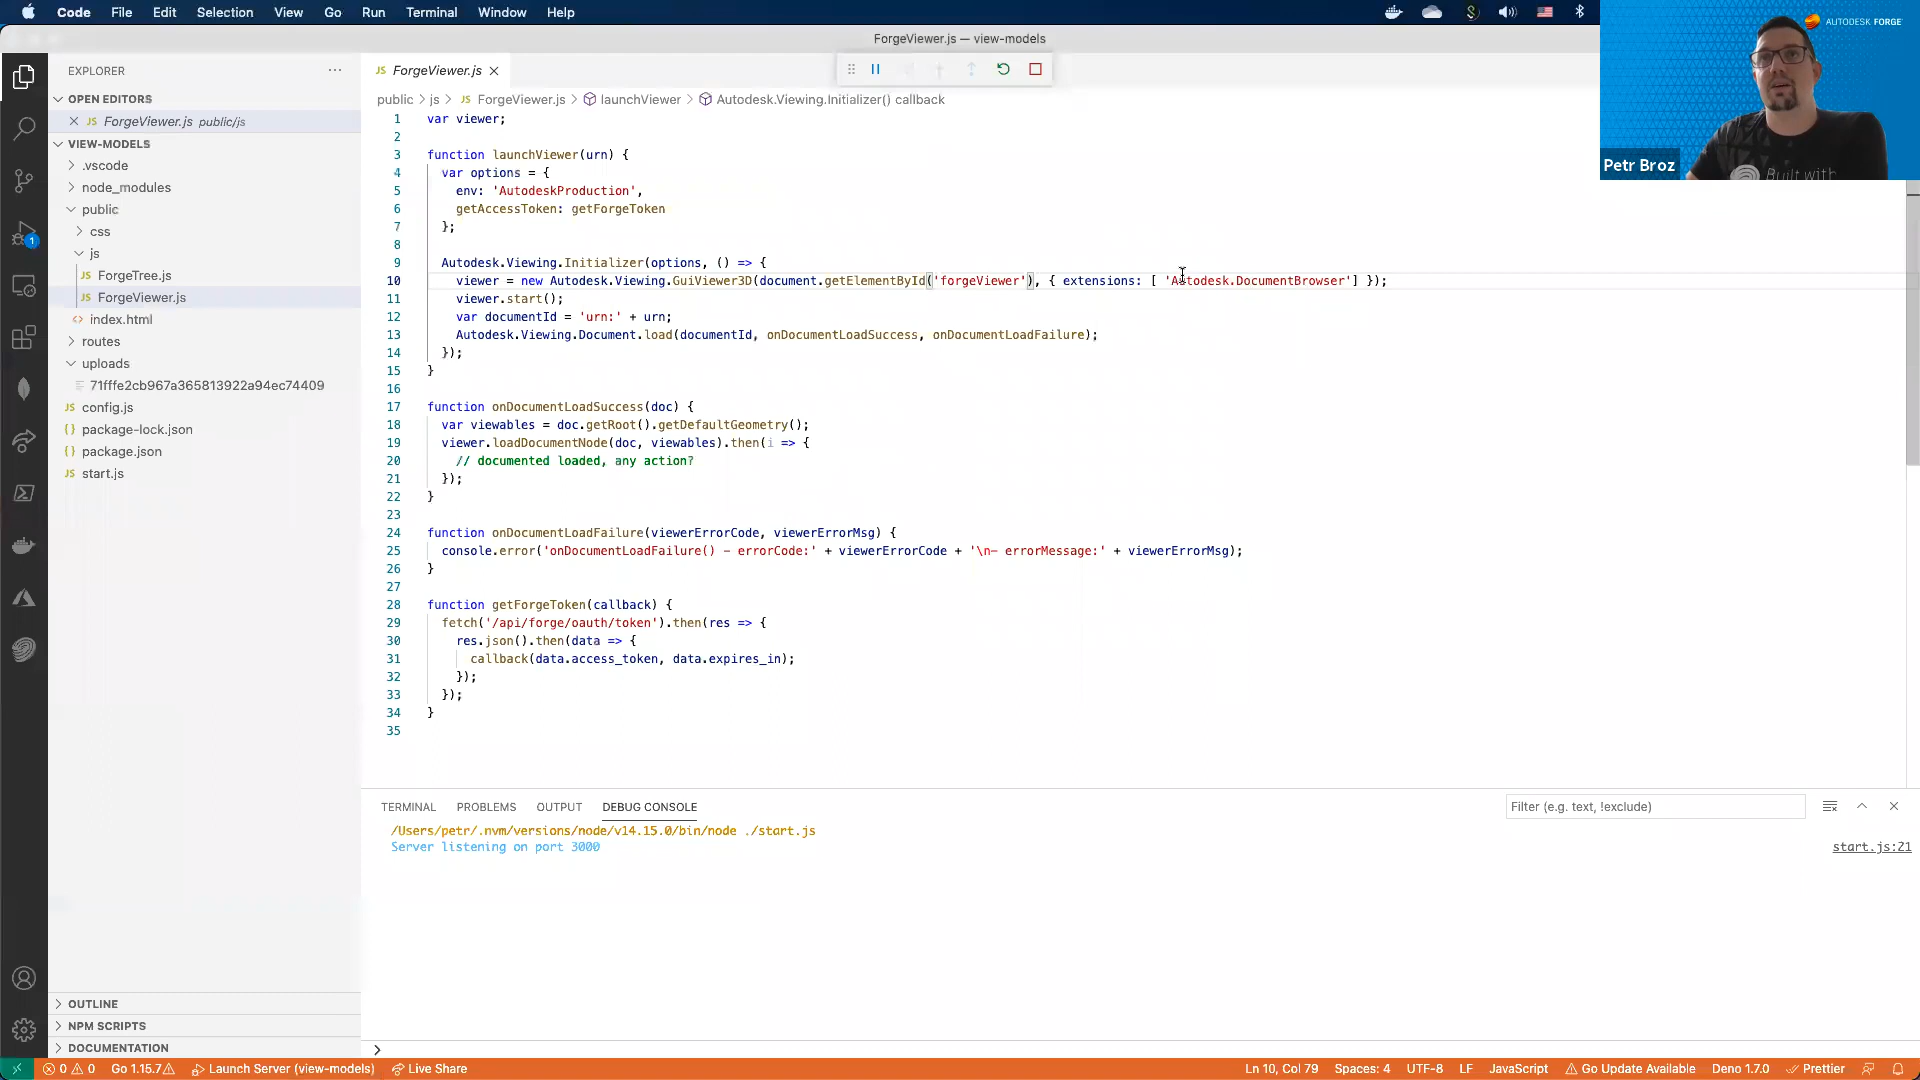 Code File Edit Selection View Go Run Terminal Window Help
ForgeViewer.js — view-models
AUTODESK FORGE
Petr Broz
Built with
EXPLORER
OPEN EDITORS
JS ForgeViewer.js public/js
VIEW-MODELS
.vscode
node_modules
public
css
js
JS ForgeTree.js
JS ForgeViewer.js
<> index.html
routes
uploads
71fffe2cb967a365813922a94ec74409
JS config.js
{} package-lock.json
{} package.json
JS start.js
1
OUTLINE
NPM SCRIPTS
DOCUMENTATION
JS ForgeViewer.js
public > js > JS ForgeViewer.js > launchViewer > Autodesk.Viewing.Initializer() callback
1 var viewer;
2
3 function launchViewer(urn) {
4 var options = {
5 env: 'AutodeskProduction',
6 getAccessToken: getForgeToken
7 };
8
9 Autodesk.Viewing.Initializer(options, () => {
10 viewer = new Autodesk.Viewing.GuiViewer3D(document.getElementById('forgeViewer'), { extensions: [ 'Autodesk.DocumentBrowser'] });
11 viewer.start();
12 var documentId = 'urn:' + urn;
13 Autodesk.Viewing.Document.load(documentId, onDocumentLoadSuccess, onDocumentLoadFailure);
14 });
15 }
16
17 function onDocumentLoadSuccess(doc) {
18 var viewables = doc.getRoot().getDefaultGeometry();
19 viewer.loadDocumentNode(doc, viewables).then(i => {
20 // documented loaded, any action?
21 });
22 }
23
24 function onDocumentLoadFailure(viewerErrorCode, viewerErrorMsg) {
25 console.error('onDocumentLoadFailure() - errorCode:' + viewerErrorCode + '\n- errorMessage:' + viewerErrorMsg);
26 }
27
28 function getForgeToken(callback) {
29 fetch('/api/forge/oauth/token').then(res => {
30 res.json().then(data => {
31 callback(data.access_token, data.expires_in);
32 });
33 });
34 }
35
TERMINAL PROBLEMS OUTPUT DEBUG CONSOLE
Filter (e.g. text, !exclude)
/Users/petr/.nvm/versions/node/v14.15.0/bin/node ./start.js
Server listening on port 3000
start.js:21
>
0 0 Go 1.15.7 Launch Server (view-models) Live Share Ln 10, Col 79 Spaces: 4 UTF-8 LF JavaScript Go Update Available Deno 1.7.0 Prettier